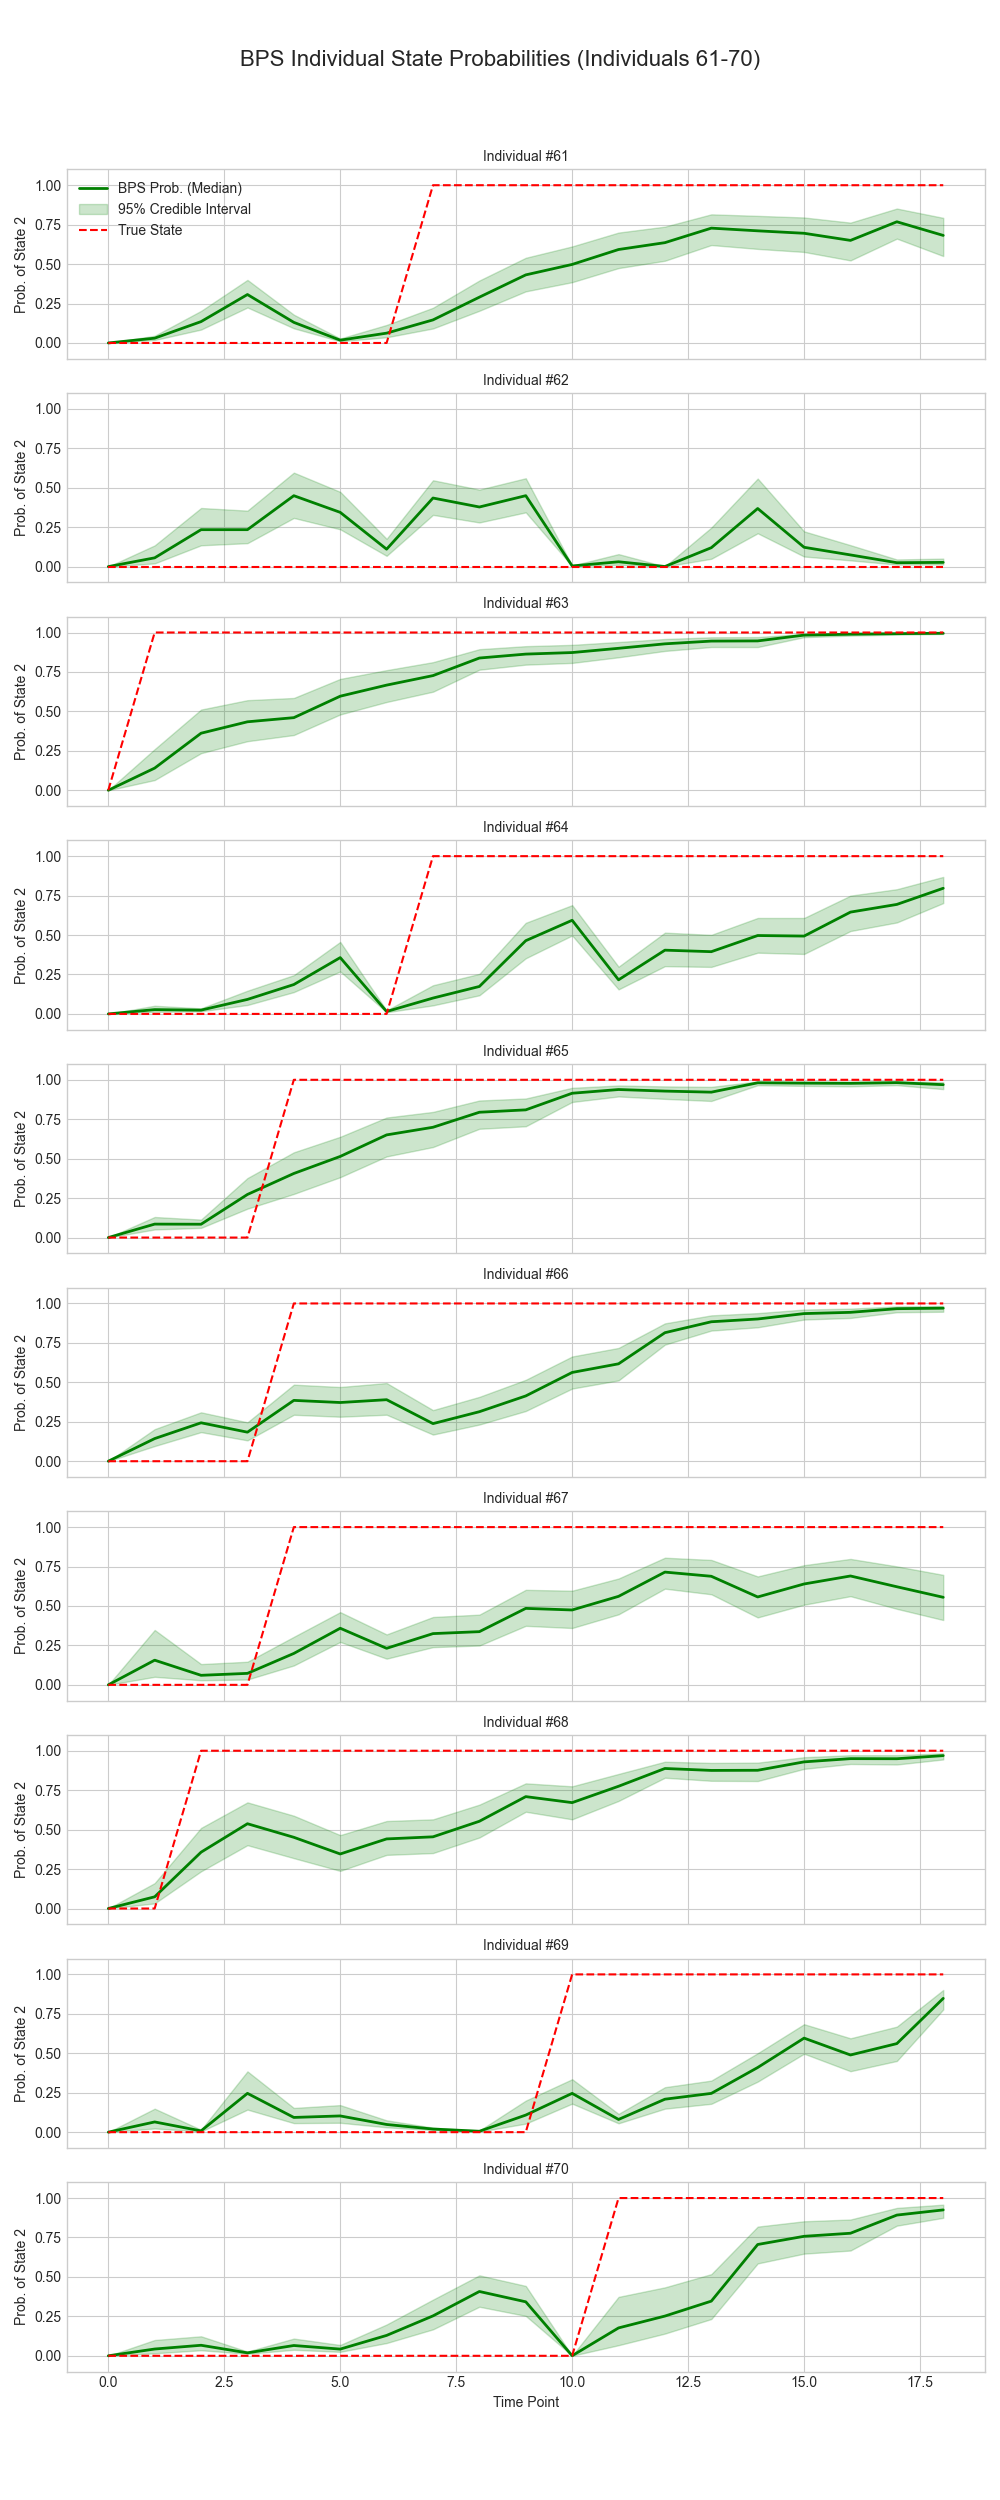 BPS Individual State Probabilities (Individuals 61-70)
Individual #61
Prob. of State 2
1.00
0.75
0.50
0.25
0.00
BPS Prob. (Median)
95% Credible Interval
True State
Individual #62
Prob. of State 2
1.00
0.75
0.50
0.25
0.00
Individual #63
Prob. of State 2
1.00
0.75
0.50
0.25
0.00
Individual #64
Prob. of State 2
1.00
0.75
0.50
0.25
0.00
Individual #65
Prob. of State 2
1.00
0.75
0.50
0.25
0.00
Individual #66
Prob. of State 2
1.00
0.75
0.50
0.25
0.00
Individual #67
Prob. of State 2
1.00
0.75
0.50
0.25
0.00
Individual #68
Prob. of State 2
1.00
0.75
0.50
0.25
0.00
Individual #69
Prob. of State 2
1.00
0.75
0.50
0.25
0.00
Individual #70
Prob. of State 2
1.00
0.75
0.50
0.25
0.00
0.0 2.5 5.0 7.5 10.0 12.5 15.0 17.5
Time Point